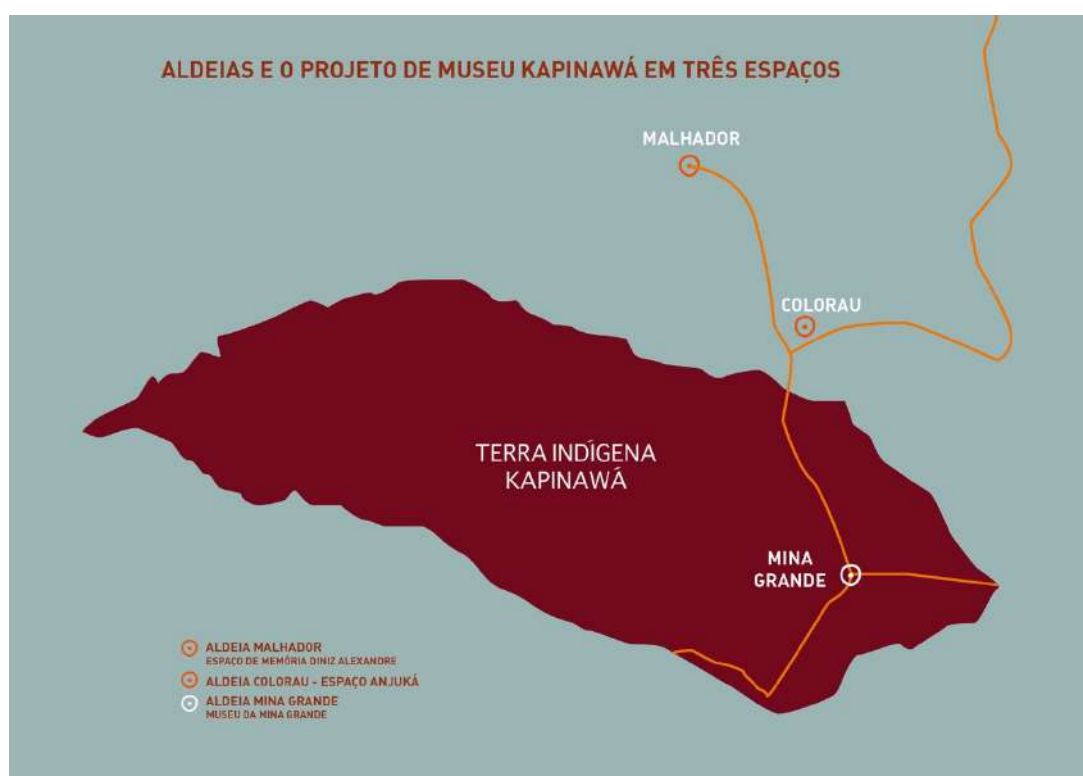 ALDEIAS E O PROJETO DE MUSEU KAPINAWÁ EM TRÊS ESPAÇOS
MALHADOR
COLORAU
TERRA INDÍGENA
KAPINAWÁ
MINA
GRANDE
ALDEIA MALHADOR
ESPAÇO DE MEMÓRIA DINIZ ALEXANDRE
ALDEIA COLORAU - ESPAÇO ANJUKÁ
ALDEIA MINA GRANDE
MUSEU DA MINA GRANDE